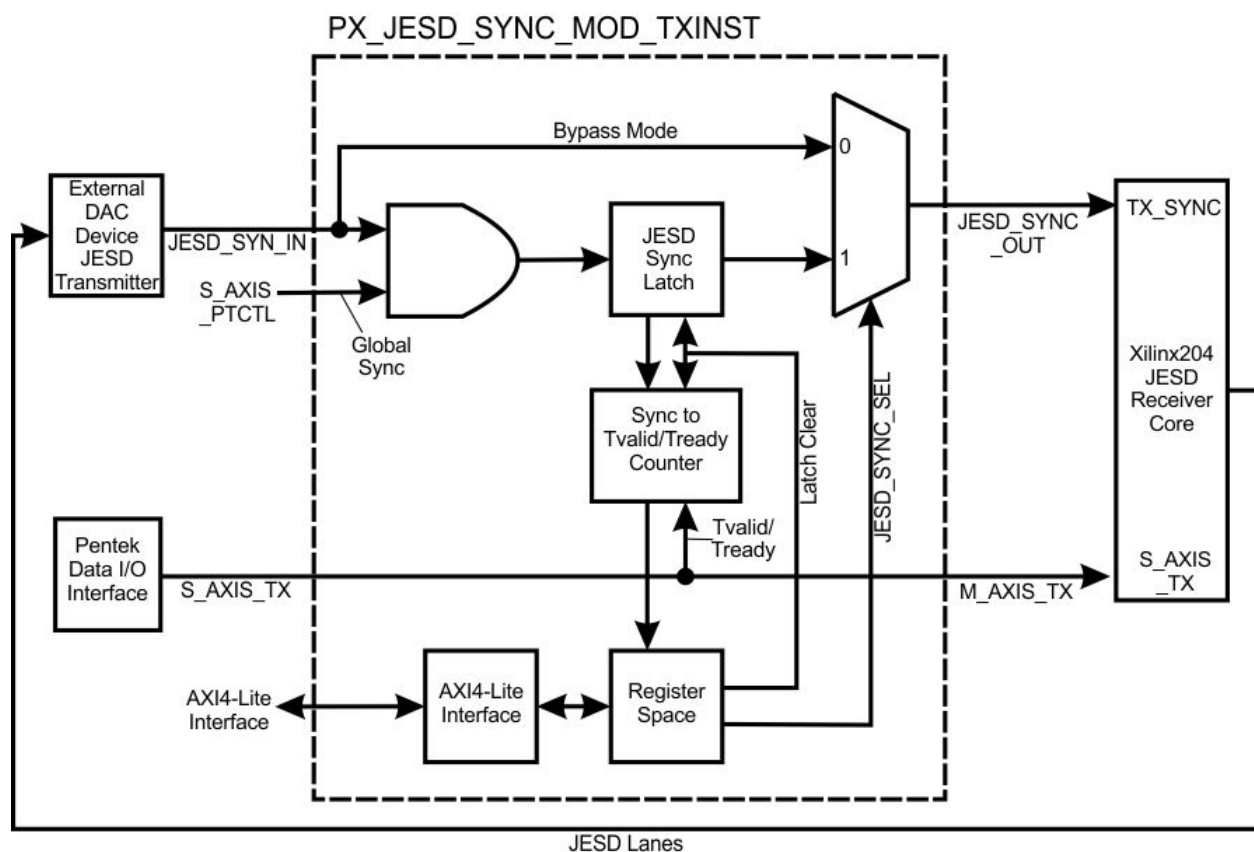 PX_JESD_SYNC_MOD_TXINST
Bypass Mode
0
External
DAC
Device
JESD
Transmitter
JESD_SYN_IN
S_AXIS
_PTCTL
Global
Sync
JESD
Sync
Latch
1
JESD_SYNC
_OUT
TX_SYNC
Xilinx204
JESD
Receiver
Core
Sync to
Tvalid/Tready
Counter
Latch Clear
JESD_SYNC_SEL
Tvalid/
Tready
Pentek
Data I/O
Interface
S_AXIS_TX
M_AXIS_TX
S_AXIS
_TX
AXI4-Lite
Interface
AXI4-Lite
Interface
Register
Space
JESD Lanes